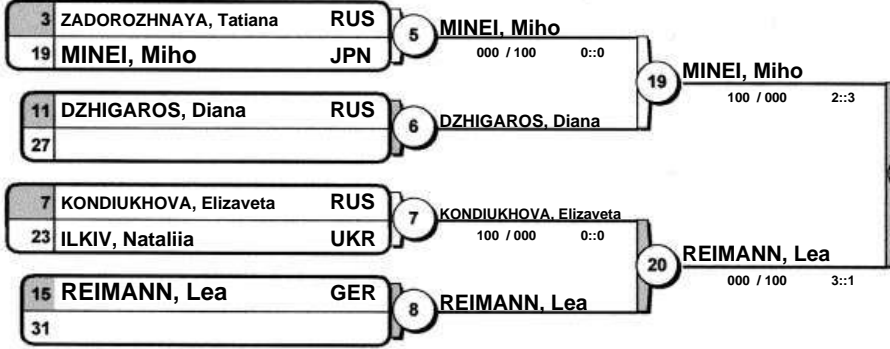 3 ZADOROZHNAYA, Tatiana RUS
19 MINEI, Miho JPN
5 MINEI, Miho
000 / 100 0::0
11 DZHIGAROS, Diana RUS
27
6 DZHIGAROS, Diana
19 MINEI, Miho
100 / 000 2::3
7 KONDIUKHOVA, Elizaveta RUS
23 ILKIV, Nataliia UKR
7 KONDIUKHOVA, Elizaveta
100 / 000 0::0
15 REIMANN, Lea GER
31
8 REIMANN, Lea
20 REIMANN, Lea
000 / 100 3::1